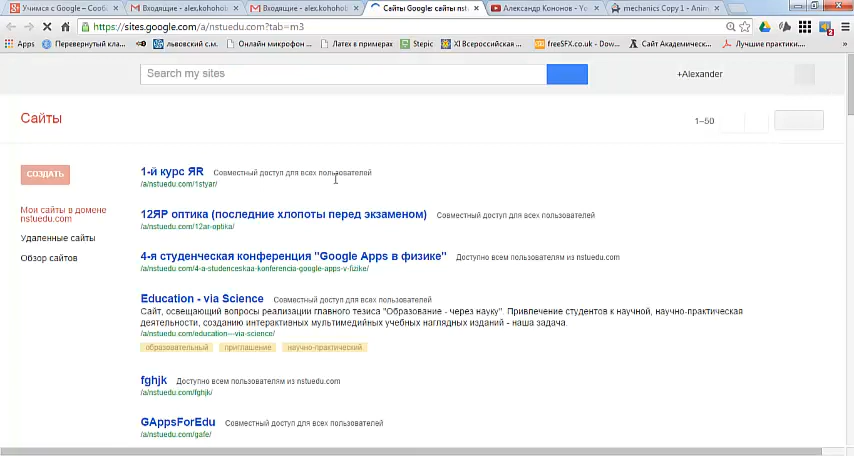 Учимся с Google – Сообщ
Входящие - alex.kohohob
Входящие - alex.kohohob
Сайты Google: сайты nstu
Александр Кононов - You
mechanics Copy 1 - Anim
https://sites.google.com/a/nstuedu.com?tab=m3
Apps
Перевернутый клас...
львовский с.м.
Онлайн микрофон ...
Латех в примерах
Stepic
XI Всероссийская ...
freeSFX.co.uk - Dow...
Сайт Академическ...
Лучшие практики....
Search my sites
+Alexander
Сайты
1–50
СОЗДАТЬ
Мои сайты в домене
nstuedu.com
Удаленные сайты
Обзор сайтов
1-й курс ЯR Совместный доступ для всех пользователей
/a/nstuedu.com/1styar/
12ЯР оптика (последние хлопоты перед экзаменом) Совместный доступ для всех пользователей
/a/nstuedu.com/12ar-optika/
4-я студенческая конференция "Google Apps в физике" Доступно всем пользователям из nstuedu.com
/a/nstuedu.com/4-a-studenceskaa-konferencia-google-apps-v-fizike/
Education - via Science Совместный доступ для всех пользователей
Сайт, освещающий вопросы реализации главного тезиса "Образование - через науку". Привлечение студентов к научной, научно-практической
деятельности, созданию интерактивных мультимедийных учебных наглядных изданий - наша задача.
/a/nstuedu.com/education---via-science/
образовательный приглашение научно-практический
fghjk Доступно всем пользователям из nstuedu.com
/a/nstuedu.com/fghjk/
GAppsForEdu Совместный доступ для всех пользователей
/a/nstuedu.com/gafe/